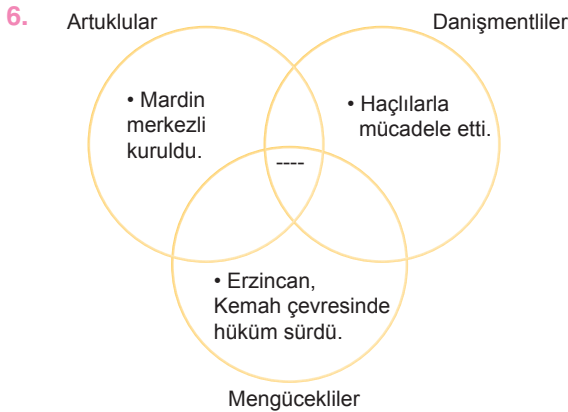 6.
Artuklular
Danişmentliler
• Mardin
merkezli
kuruldu.
• Haçlılarla
mücadele etti.
----
• Erzincan,
Kemah çevresinde
hüküm sürdü.
Mengücekliler